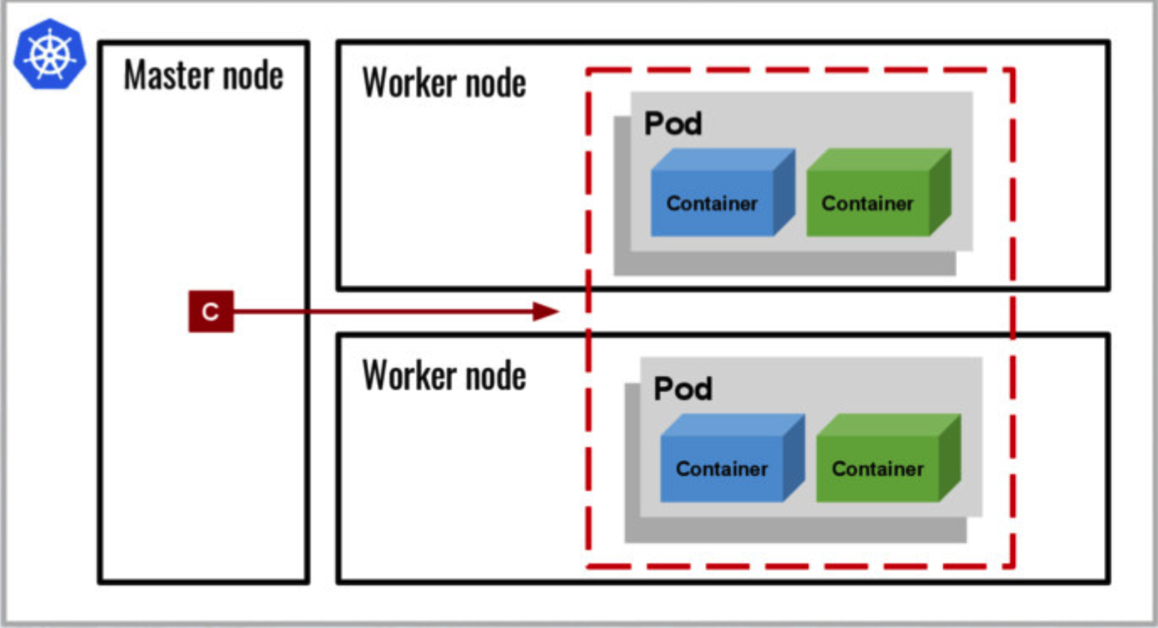 Master node
Worker node
Pod
Container Container
C
Worker node
Pod
Container Container